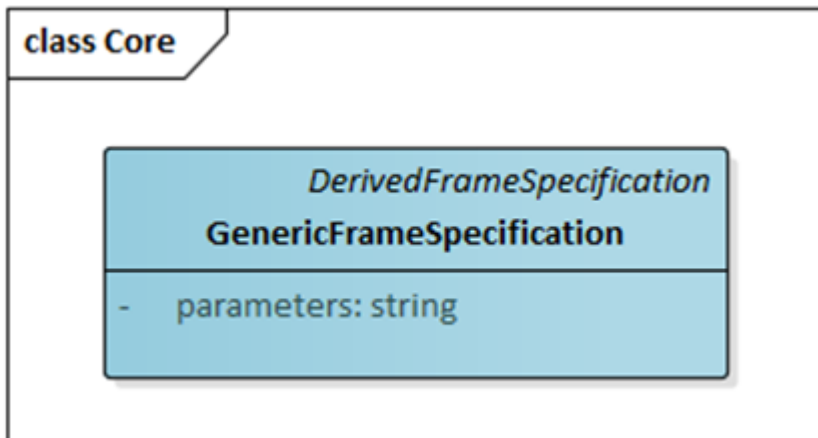 class Core
DerivedFrameSpecification
GenericFrameSpecification
- parameters: string